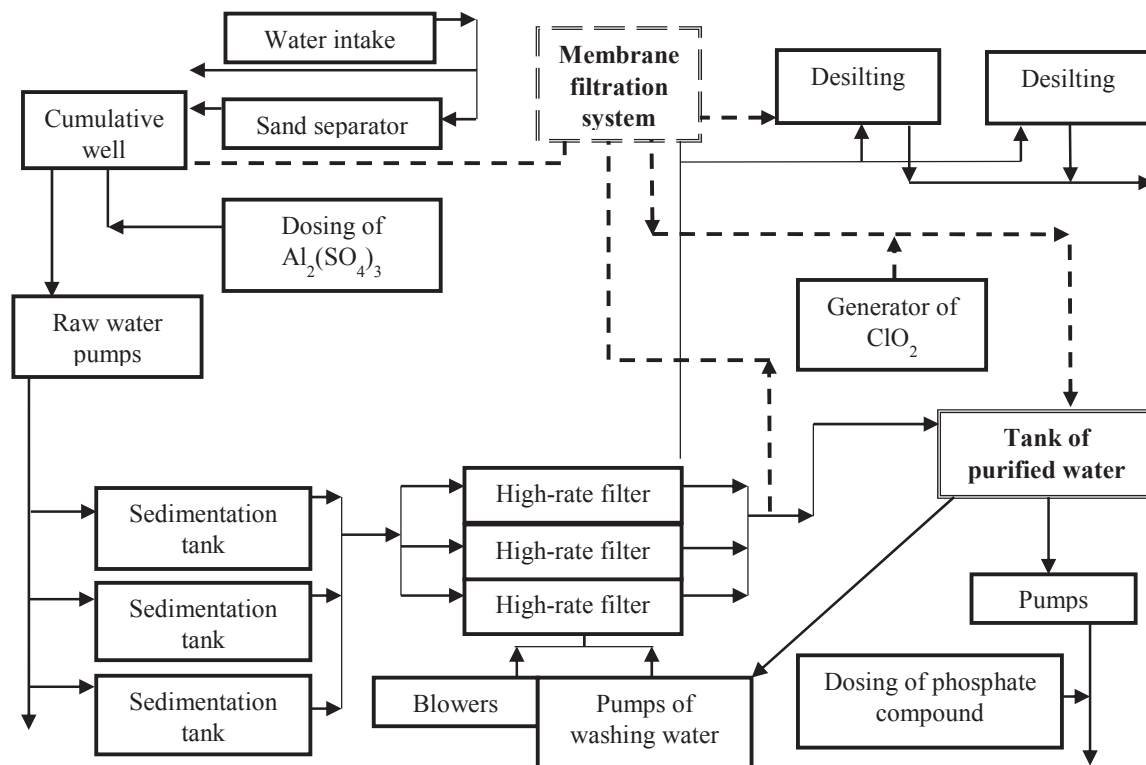 Water intake
Sand separator
Cumulative
well
Dosing of
Al₂(SO₄)₃
Raw water
pumps
Membrane
filtration
system
Desilting
Desilting
Generator of
ClO₂
Tank of
purified water
Sedimentation
tank
Sedimentation
tank
Sedimentation
tank
High-rate filter
High-rate filter
High-rate filter
Blowers
Pumps of
washing water
Pumps
Dosing of phosphate
compound